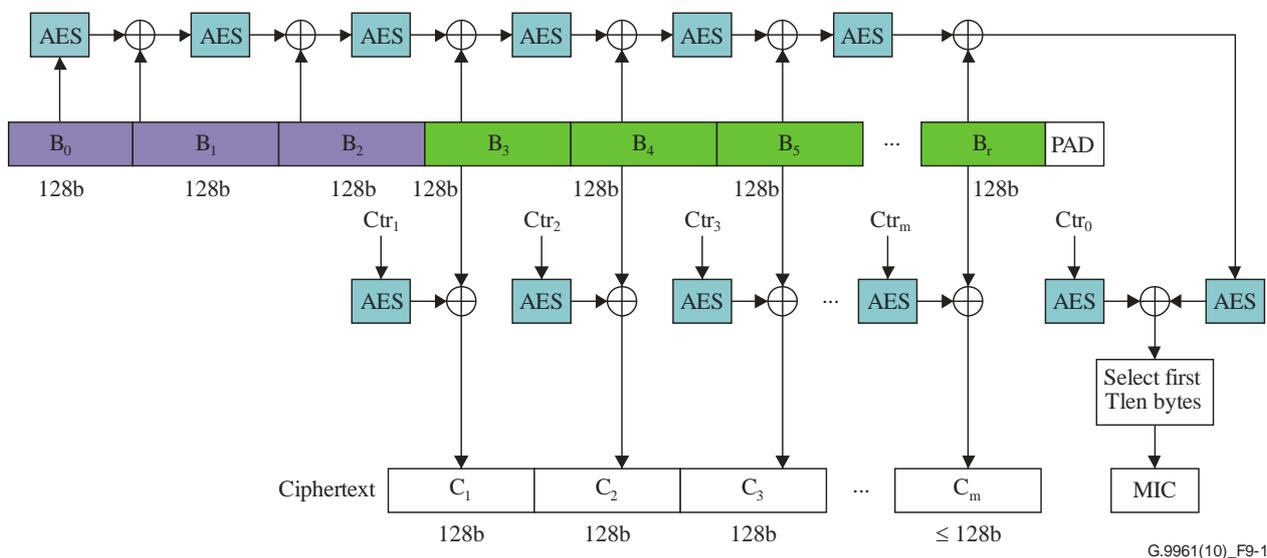 AES AES AES AES AES AES
B₀ B₁ B₂ B₃ B₄ B₅ ... Bᵣ PAD
128b 128b 128b 128b 128b 128b 128b
Ctr₁ Ctr₂ Ctr₃ Ctrₘ Ctr₀
AES AES AES ... AES AES AES
Select first
Tlen bytes
Ciphertext C₁ C₂ C₃ ... Cₘ MIC
128b 128b 128b ≤ 128b
G.9961(10)_F9-1